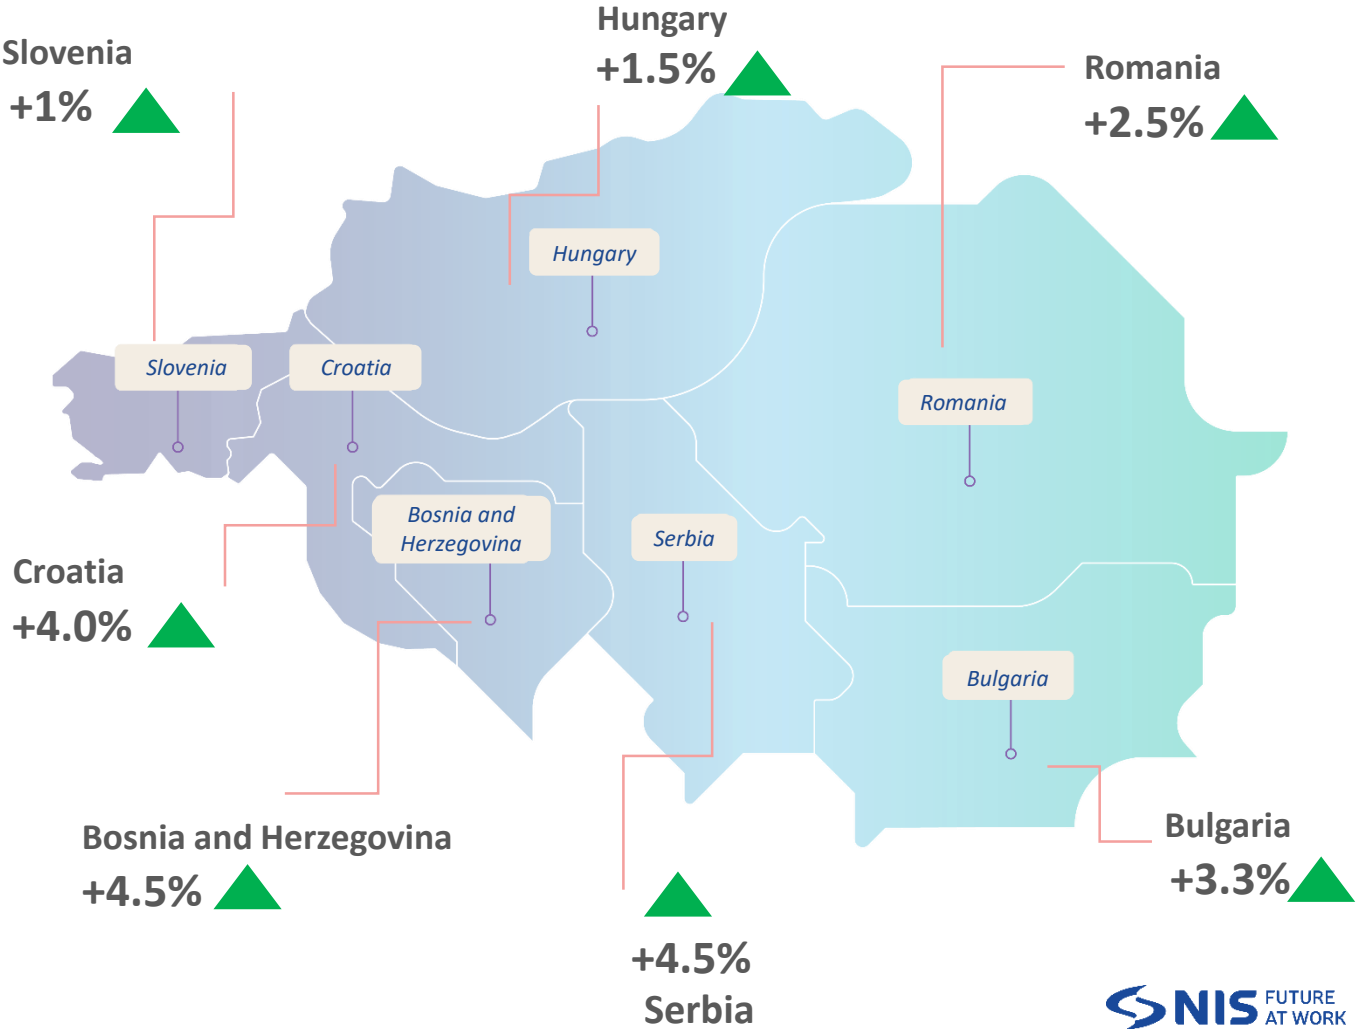 Hungary
+1.5%
Slovenia
+1%
Romania
+2.5%
Hungary
Slovenia
Croatia
Romania
Bosnia and
Herzegovina
Serbia
Croatia
+4.0%
Bulgaria
Bosnia and Herzegovina
+4.5%
Bulgaria
+3.3%
+4.5%
Serbia
NIS FUTURE
AT WORK